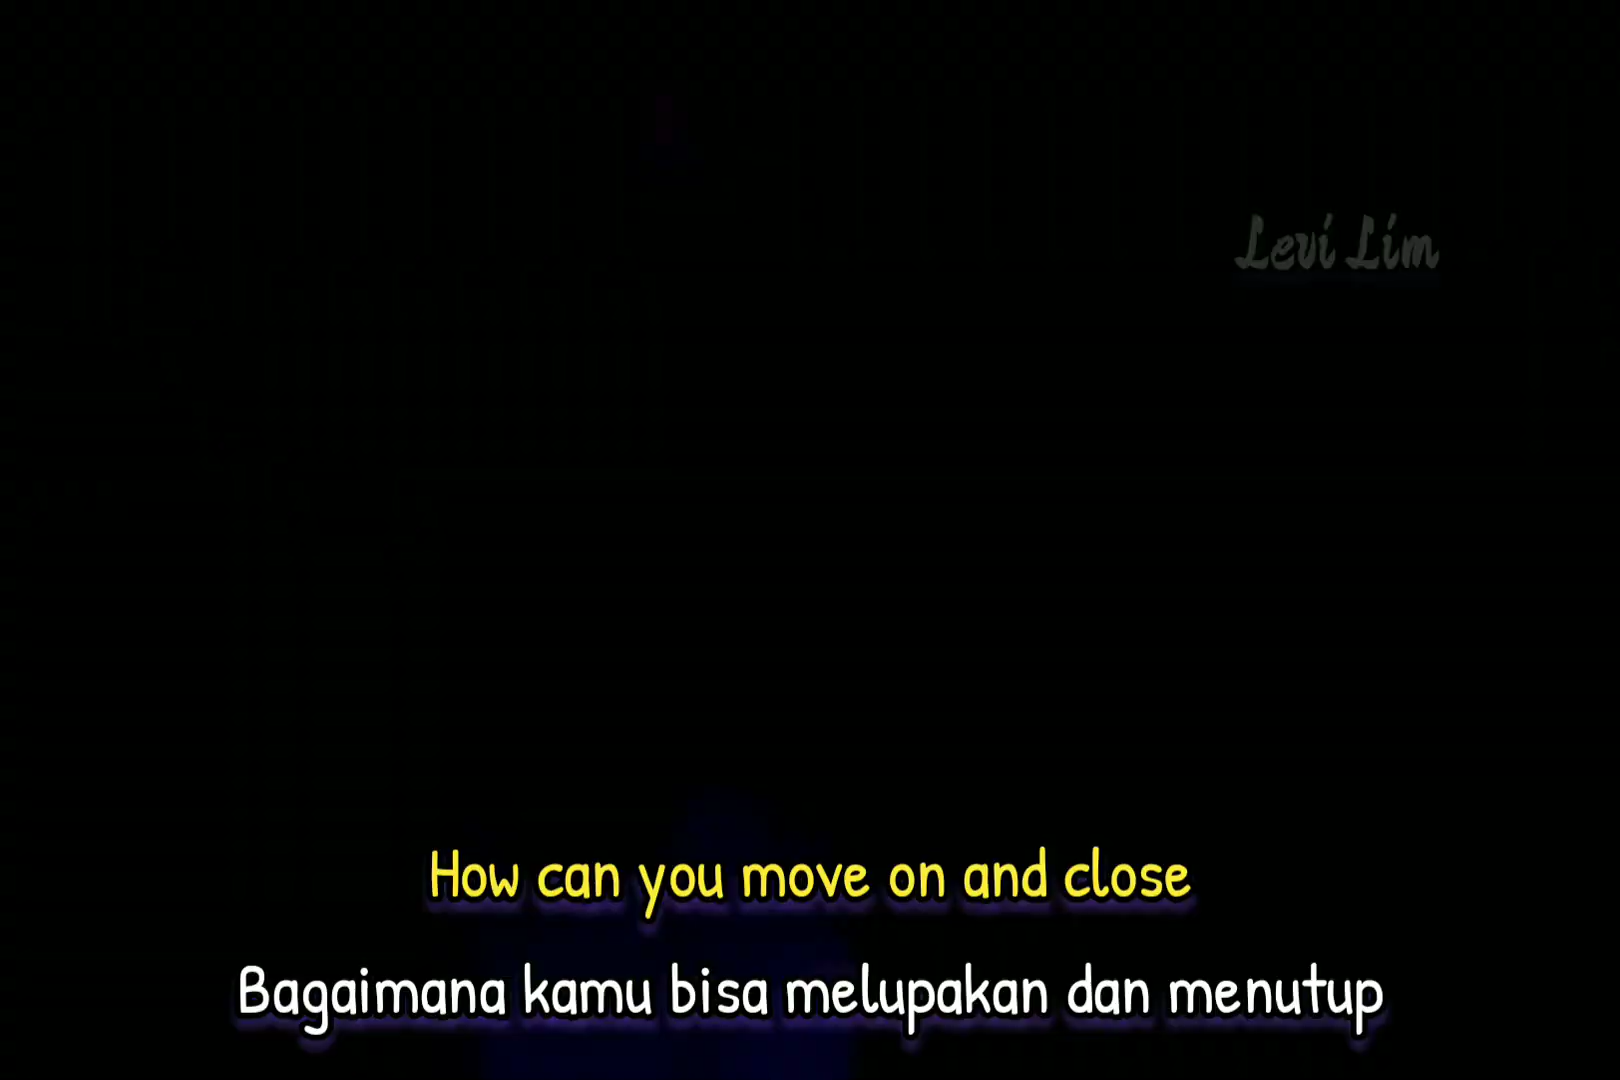 Levi Lim
How can you move on and close
Bagaimana kamu bisa melupakan dan menutup